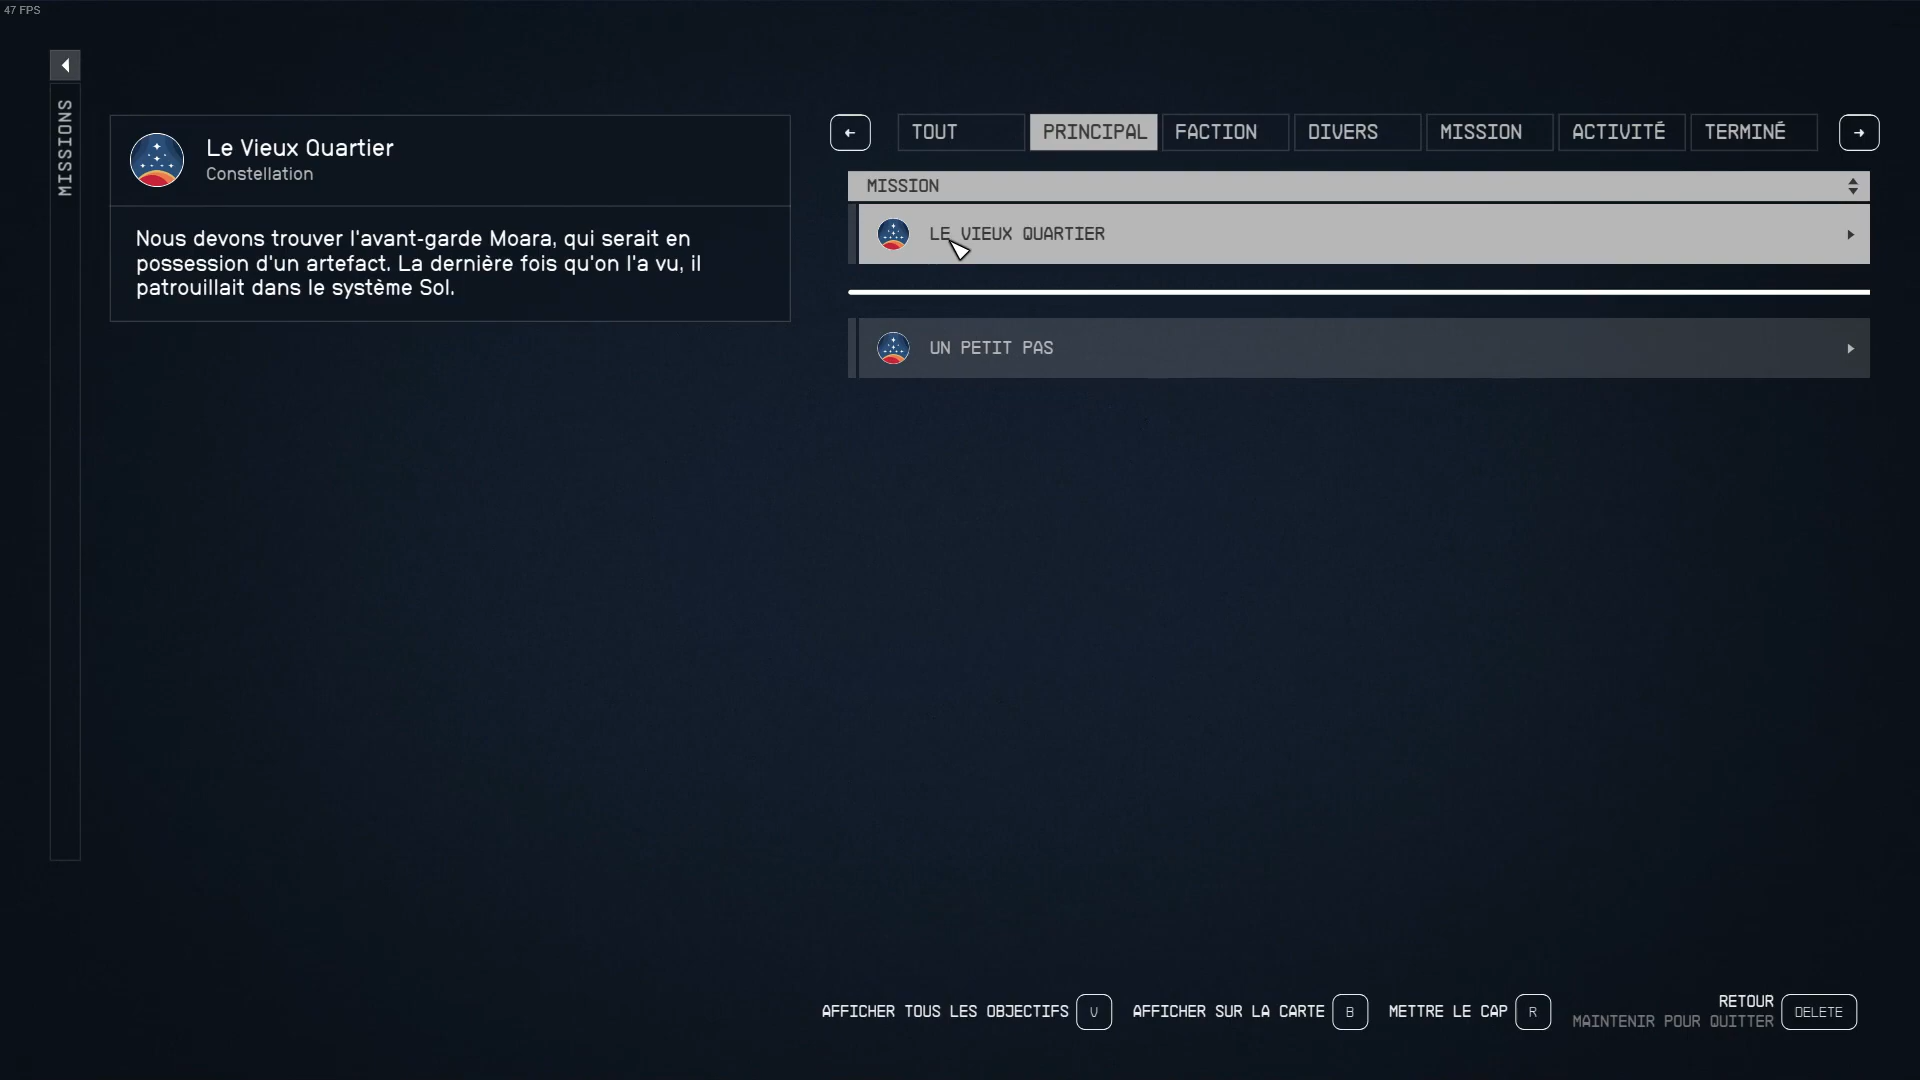 47 FPS
MISSIONS
Le Vieux Quartier
Constellation
Nous devons trouver l'avant-garde Moara, qui serait en
possession d'un artefact. La dernière fois qu'on l'a vu, il
patrouillait dans le système Sol.
TOUT
PRINCIPAL
FACTION
DIVERS
MISSION
ACTIVITÉ
TERMINÉ
MISSION
LE VIEUX QUARTIER
UN PETIT PAS
AFFICHER TOUS LES OBJECTIFS V
AFFICHER SUR LA CARTE B
METTRE LE CAP R
RETOUR
MAINTENIR POUR QUITTER
DELETE